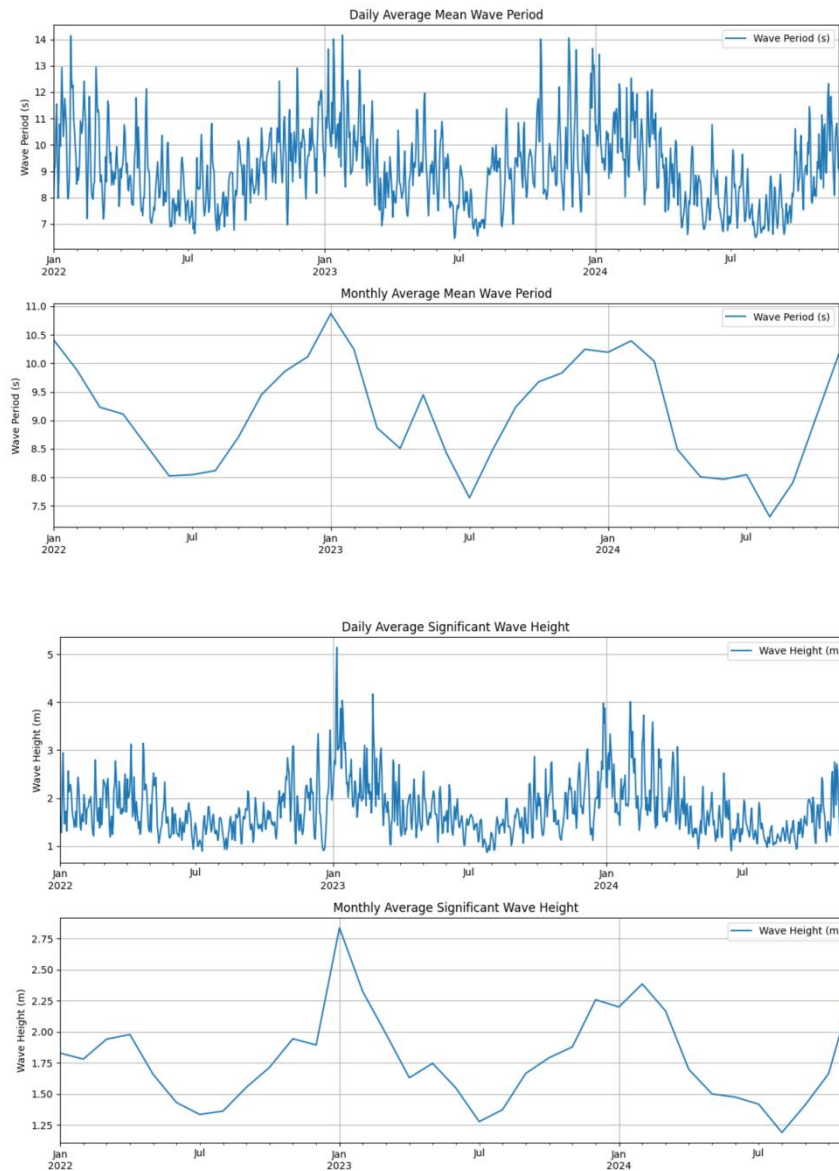 Daily Average Mean Wave Period
Wave Period (s)
14
13
12
11
10
9
8
7
Wave Period (s)
Jan Jul Jan Jul Jan Jul
2022 2023 2024
Monthly Average Mean Wave Period
Wave Period (s)
11.0
10.5
10.0
9.5
9.0
8.5
8.0
7.5
Wave Period (s)
Jan Jul Jan Jul Jan Jul
2022 2023 2024
Daily Average Significant Wave Height
Wave Height (m
5
4
3
2
1
Wave Height (m)
Jan Jul Jan Jul Jan Jul
2022 2023 2024
Monthly Average Significant Wave Height
Wave Height (m
2.75
2.50
2.25
2.00
1.75
1.50
1.25
Wave Height (m)
Jan Jul Jan Jul Jan Jul
2022 2023 2024